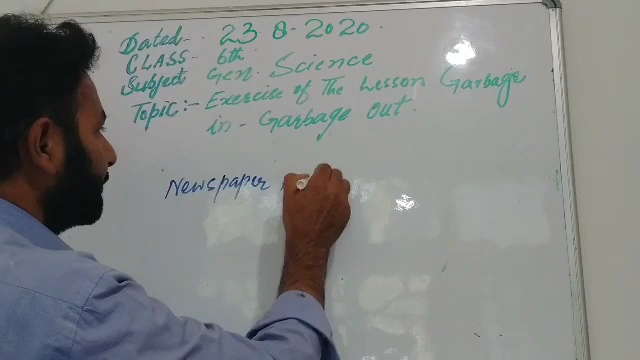 Dated- 23 8-2020.
CLASS- 6th
Subject Gen. Science
Topic:- Exercise of The Lesson Garbage
in - Garbage out.
Newspaper